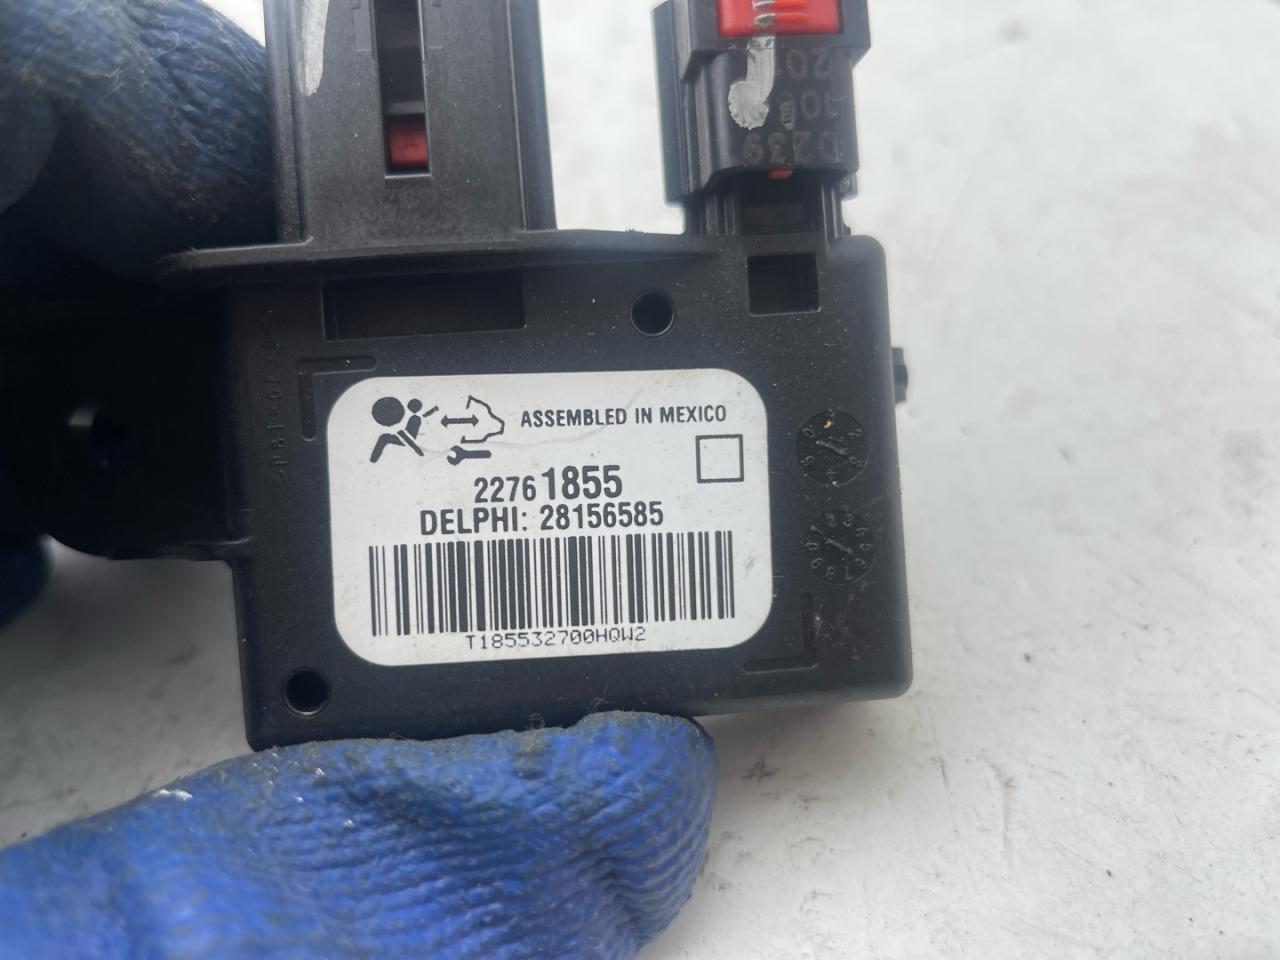 ASSEMBLED IN MEXICO
22761855
DELPHI: 28156585
T185532700HQW2